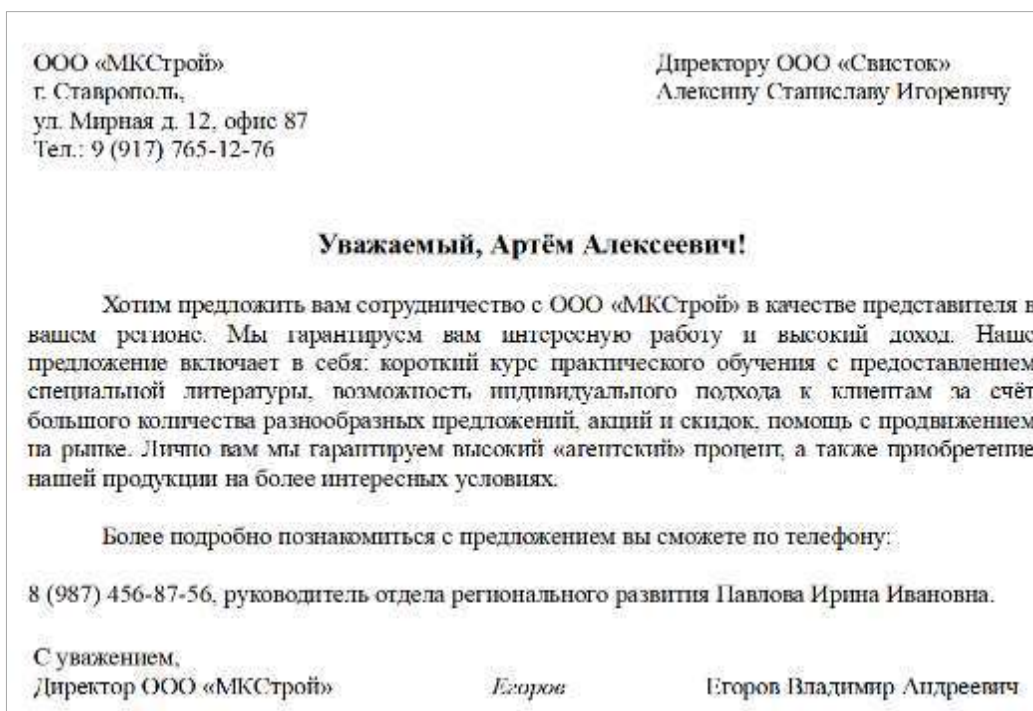 ООО «МКСтрой»
г. Ставрополь,
ул. Мирная д. 12, офис 87
Тел.: 9 (917) 765-12-76
Директору ООО «Свисток»
Алексину Станиславу Игоревичу
Уважаемый, Артём Алексеевич!
Хотим предложить вам сотрудничество с ООО «МКСтрой» в качестве представителя в
вашем регионе. Мы гарантируем вам интересную работу и высокий доход. Наше
предложение включает в себя: короткий курс практического обучения с предоставлением
специальной литературы, возможность индивидуального подхода к клиентам за счёт
большого количества разнообразных предложений, акций и скидок, помощь с продвижением
на рынке. Лично вам мы гарантируем высокий «агентский» процент, а также приобретение
нашей продукции на более интересных условиях.
Более подробно познакомиться с предложением вы сможете по телефону:
8 (987) 456-87-56, руководитель отдела регионального развития Павлова Ирина Ивановна.
С уважением,
Директор ООО «МКСтрой» Егоров Егоров Владимир Андреевич